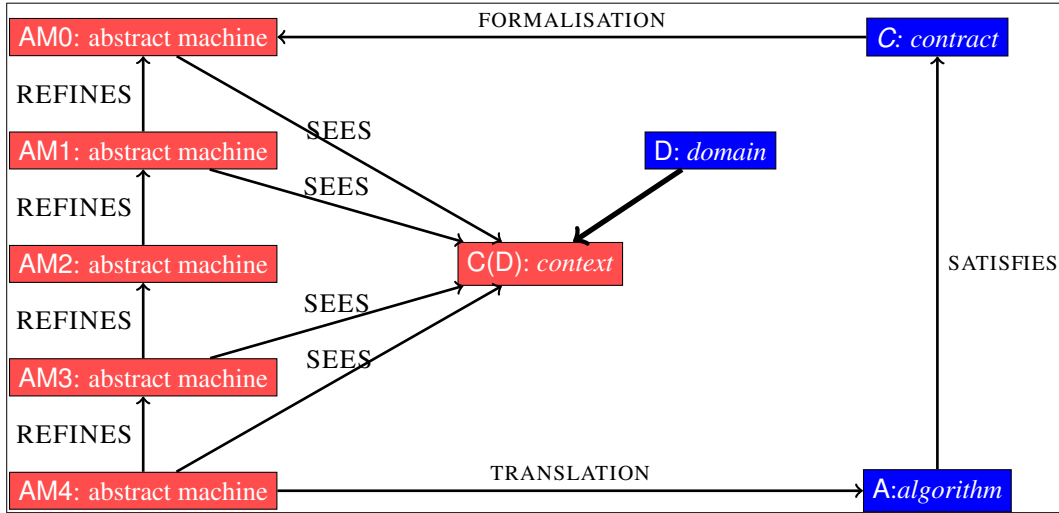 FORMALISATION
AM0: abstract machine
C: contract
REFINES
SEES
AM1: abstract machine
D: domain
SEES
REFINES
AM2: abstract machine
C(D): context
SATISFIES
REFINES
SEES
SEES
AM3: abstract machine
REFINES
TRANSLATION
AM4: abstract machine
A:algorithm